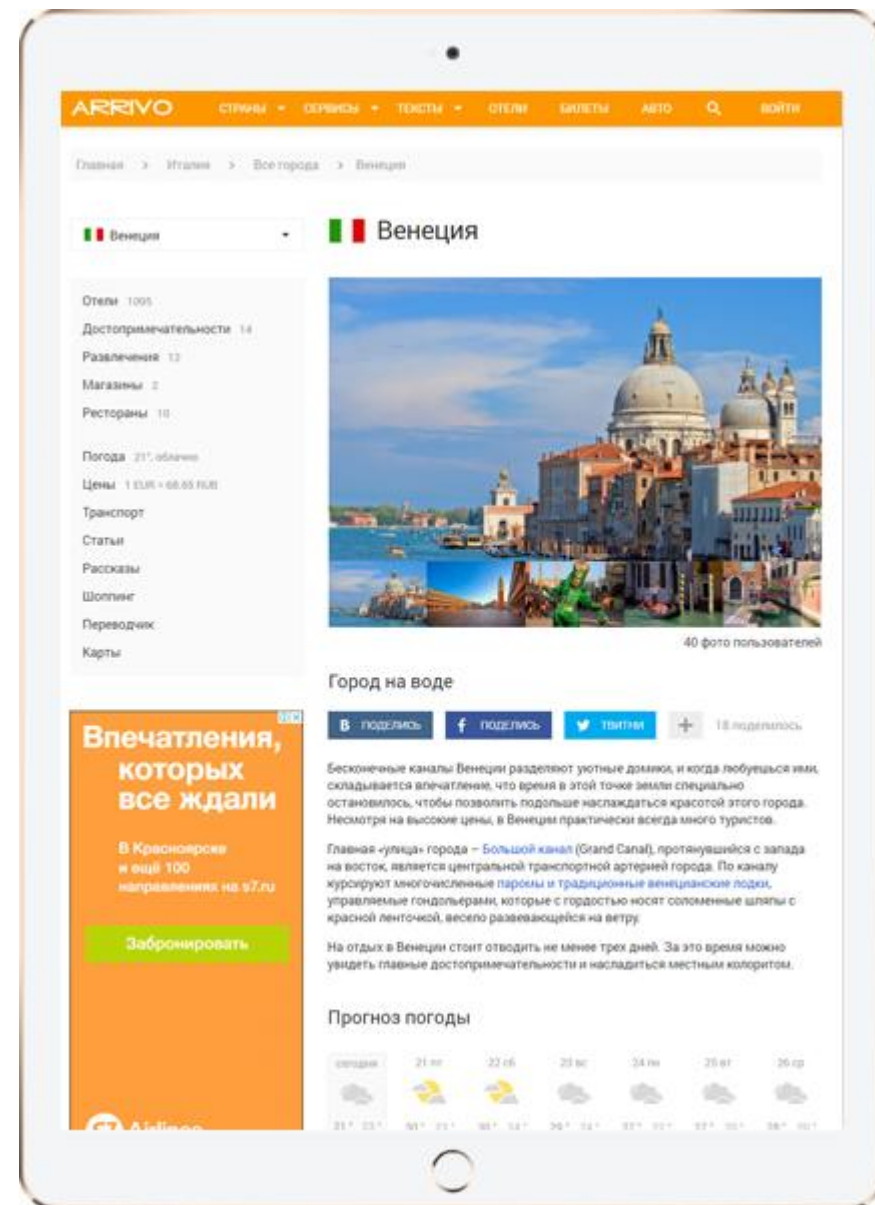 ARRIVO СТРАНЫ СЕРВИСЫ ТЕКСТЫ ОТЕЛИ БИЛЕТЫ АВТО ВОЙТИ
Главная > Италия > Все города > Венеция
Венеция
Венеция
Отели 1095
Достопримечательности 14
Развлечения 12
Магазины 2
Рестораны 10
Погода 21°, облачно
Цены 1 EUR = 68.65 RUB
Транспорт
Статьи
Рассказы
Шоппинг
Переводчик
Карты
Впечатления,
которых
все ждали
В Красноярске
и ещё 100
направлениях на s7.ru
Забронировать
S7 Airlines
40 фото пользователей
Город на воде
В ПОДЕЛИСЬ f ПОДЕЛИСЬ ТВИТНИ + 18 поделилось
Бесконечные каналы Венеции разделяют уютные домики, и когда любуешься ими,
складывается впечатление, что время в этой точке земли специально
остановилось, чтобы позволить подольше наслаждаться красотой этого города.
Несмотря на высокие цены, в Венеции практически всегда много туристов.
Главная «улица» города – Большой канал (Grand Canal), протянувшийся с запада
на восток, является центральной транспортной артерией города. По каналу
курсируют многочисленные паромы и традиционные венецианские лодки,
управляемые гондольерами, которые с гордостью носят соломенные шляпы с
красной ленточкой, весело развевающейся на ветру.
На отдых в Венеции стоит отводить не менее трех дней. За это время можно
увидеть главные достопримечательности и насладиться местным колоритом.
Прогноз погоды
сегодня 21 пт 22 сб 23 вс 24 пн 25 вт 26 ср